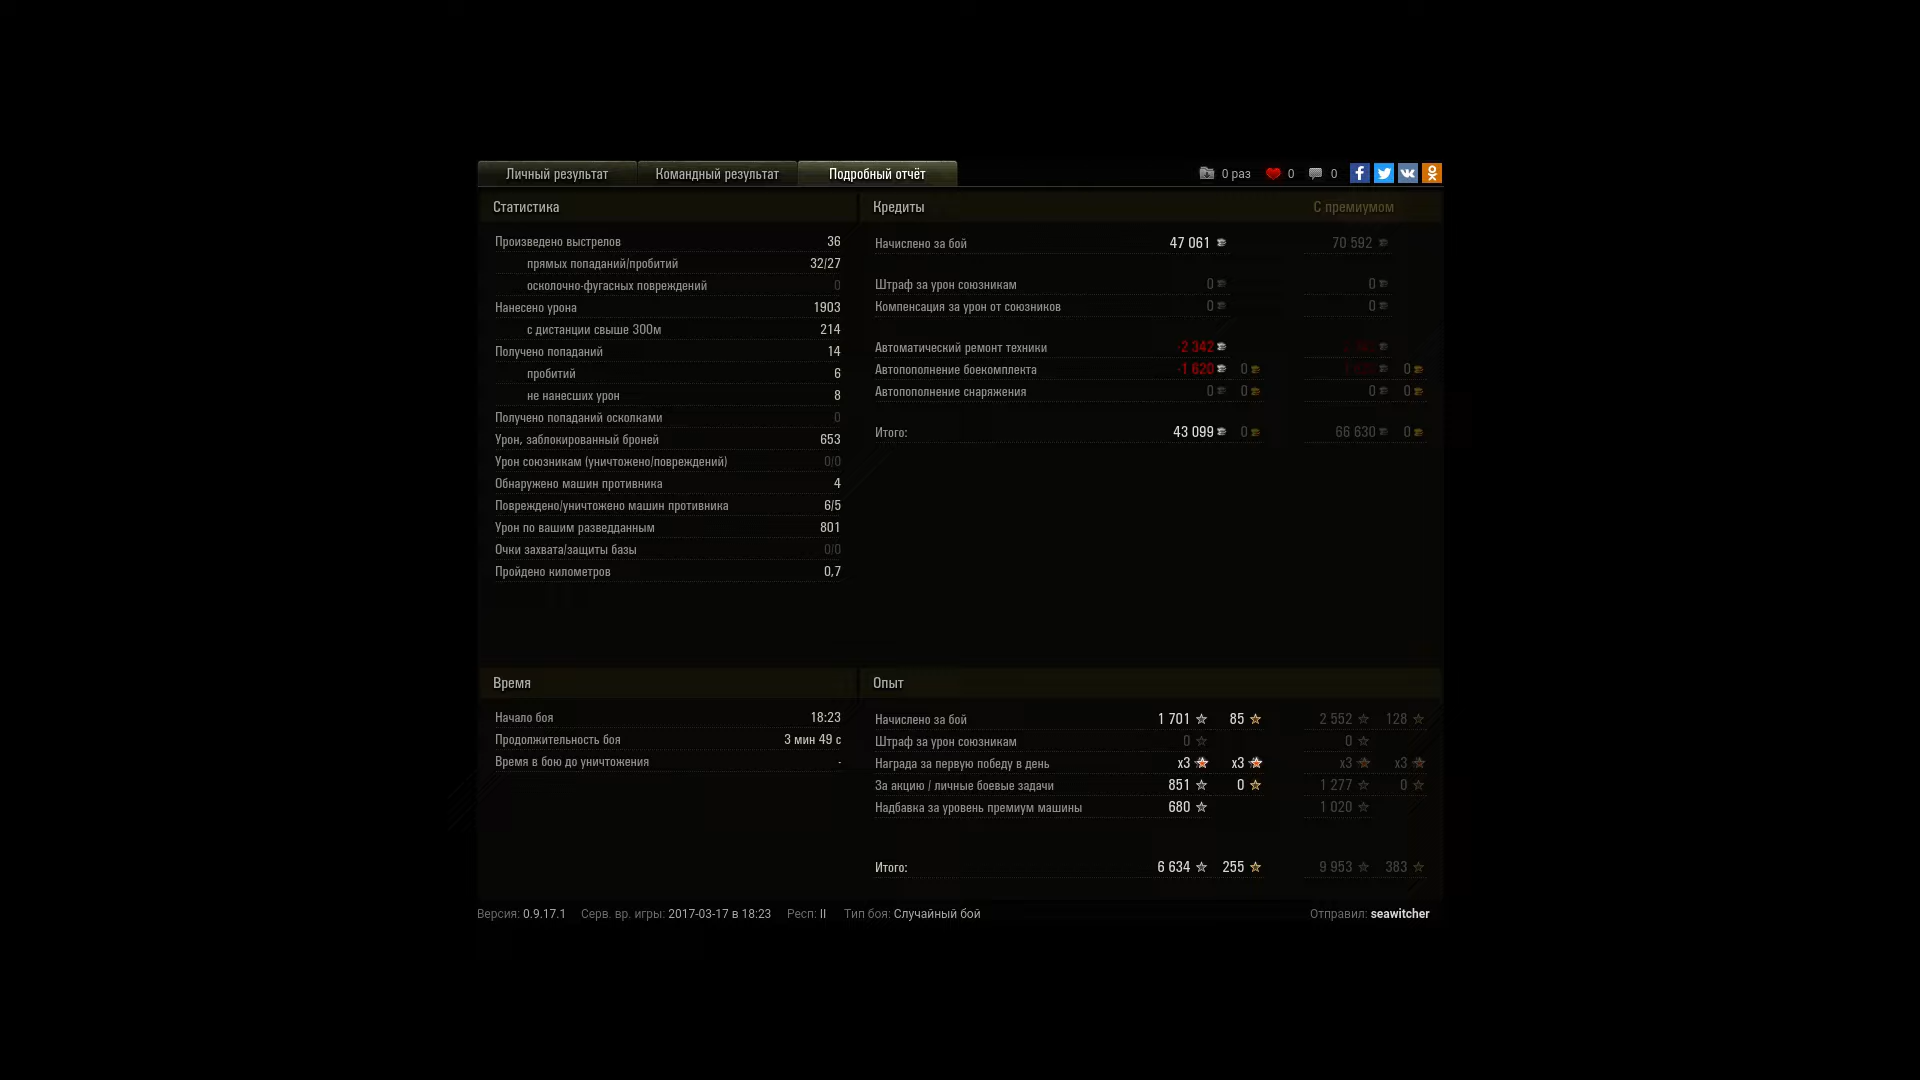 Личный результат Командный результат Подробный отчёт 0 раз 0 0
Статистика
Произведено выстрелов 36
прямых попаданий/пробитий 32/27
осколочно-фугасных повреждений 0
Нанесено урона 1903
с дистанции свыше 300м 214
Получено попаданий 14
пробитий 6
не нанесших урон 8
Получено попаданий осколками 0
Урон, заблокированный броней 653
Урон союзникам (уничтожено/повреждений) 0/0
Обнаружено машин противника 4
Повреждено/уничтожено машин противника 6/5
Урон по вашим разведданным 801
Очки захвата/защиты базы 0/0
Пройдено километров 0,7
Кредиты С премиумом
Начислено за бой 47 061 70 592
Штраф за урон союзникам 0 0
Компенсация за урон от союзников 0 0
Автоматический ремонт техники -2 342
Автопополнение боекомплекта -1 620 0 0
Автопополнение снаряжения 0 0 0 0
Итого: 43 099 0 66 630 0
Время
Начало боя 18:23
Продолжительность боя 3 мин 49 с
Время в бою до уничтожения -
Опыт
Начислено за бой 1 701 85 2 552 128
Штраф за урон союзникам 0 0
Награда за первую победу в день x3 x3 x3 x3
За акцию / личные боевые задачи 851 0 1 277 0
Надбавка за уровень премиум машины 680 1 020
Итого: 6 634 255 9 953 383
Версия: 0.9.17.1 Серв. вр. игры: 2017-03-17 в 18:23 Респ: II Тип боя: Случайный бой Отправил: seawitcher